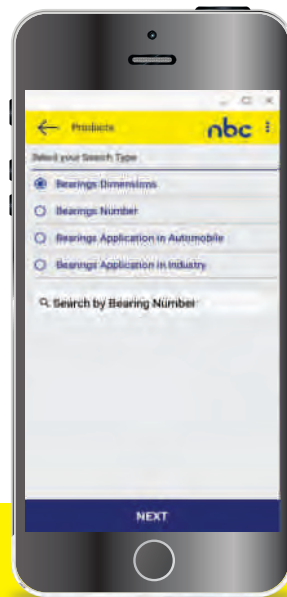 Products
nbc
Select your Search Type
Bearings Dimensions
Bearings Number
Bearings Application in Automobile
Bearings Application in Industry
Search by Bearing Number
NEXT